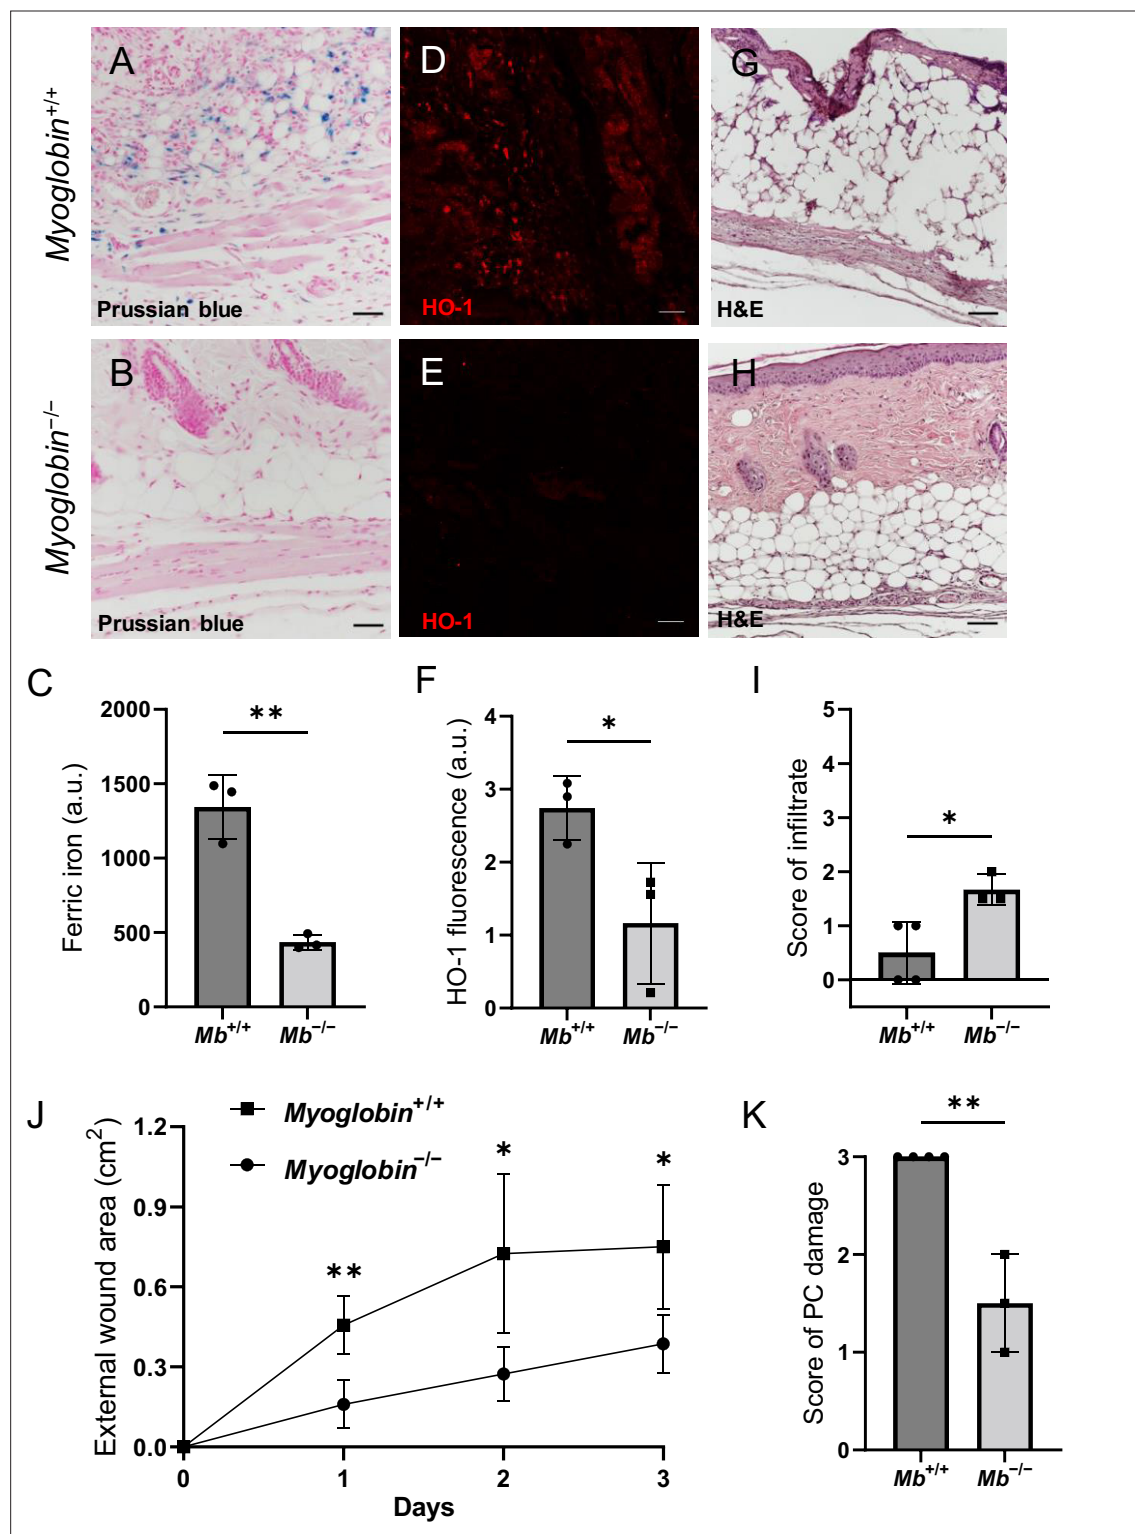 Myoglobin+/+
A
Prussian blue
D
HO-1
G
H&E
Myoglobin−/−
B
Prussian blue
E
HO-1
H
H&E
C
Ferric iron (a.u.)
2000
1500
1000
500
0
**
Mb+/+
Mb−/−
F
HO-1 fluorescence (a.u.)
4
3
2
1
0
*
Mb+/+
Mb−/−
I
Score of infiltrate
5
4
3
2
1
0
*
Mb+/+
Mb−/−
J
Myoglobin+/+
Myoglobin−/−
External wound area (cm2)
1.2
0.9
0.6
0.3
0.0
**
*
*
0
1
2
3
Days
K
Score of PC damage
3
2
1
0
**
Mb+/+
Mb−/−